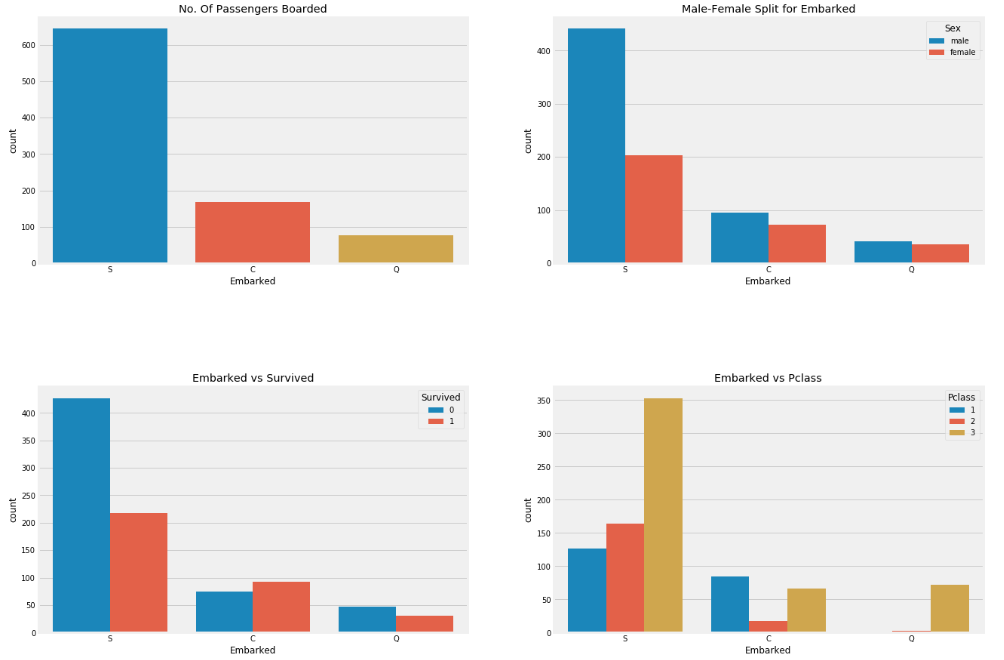 No. Of Passengers Boarded
600
500
400
300
200
100
0
count
S C Q
Embarked
Male-Female Split for Embarked
Sex
male
female
400
300
200
100
0
count
S C Q
Embarked
Embarked vs Survived
Survived
0
1
400
350
300
250
200
150
100
50
0
count
S C Q
Embarked
Embarked vs Pclass
Pclass
1
2
3
350
300
250
200
150
100
50
0
count
S C Q
Embarked